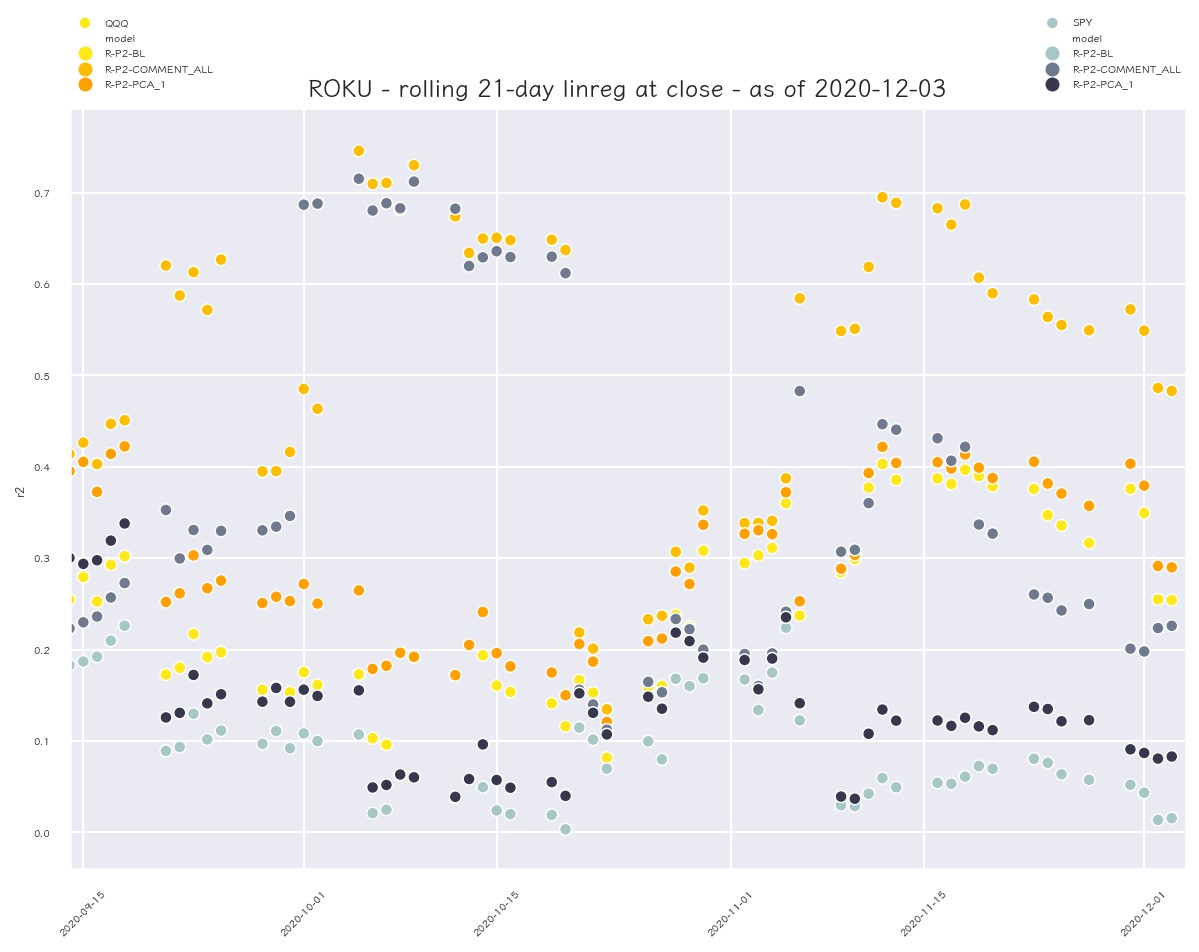 QQQ
model
R-P2-BL
R-P2-COMMENT_ALL
R-P2-PCA_1
SPY
model
R-P2-BL
R-P2-COMMENT_ALL
R-P2-PCA_1
ROKU - rolling 21-day linreg at close - as of 2020-12-03
0.7
0.6
0.5
0.4
0.3
0.2
0.1
0.0
r2
2020-09-15
2020-10-01
2020-10-15
2020-11-01
2020-11-15
2020-12-01